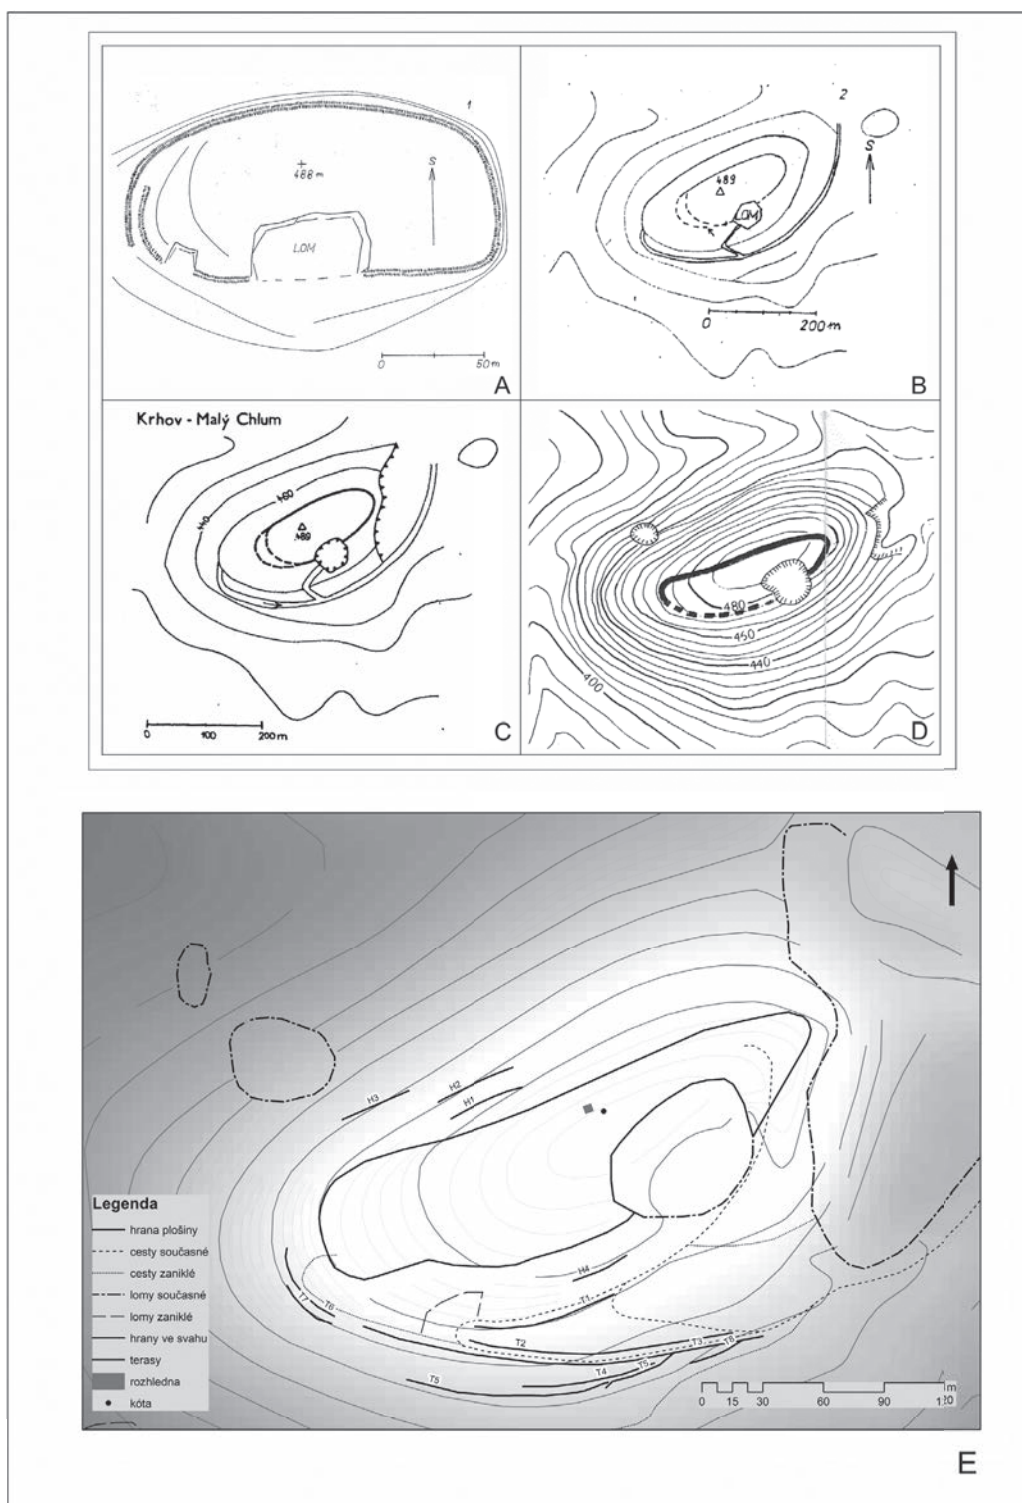 1
+
488 m
S
LOM
0
50 m
A
2
S
489
LOM
0
200 m
B
Krhov - Malý Chlum
460
440
489
0
100
200 m
C
480
450
440
400
D
H3
H2
H1
H4
T1
T2
T3
T8
T4
T5
T5
T7
T6
Legenda
hrana plošiny
cesty současné
cesty zaniklé
lomy současné
lomy zaniklé
hrany ve svahu
terasy
rozhledna
kóta
m
0
15
30
60
90
120
E